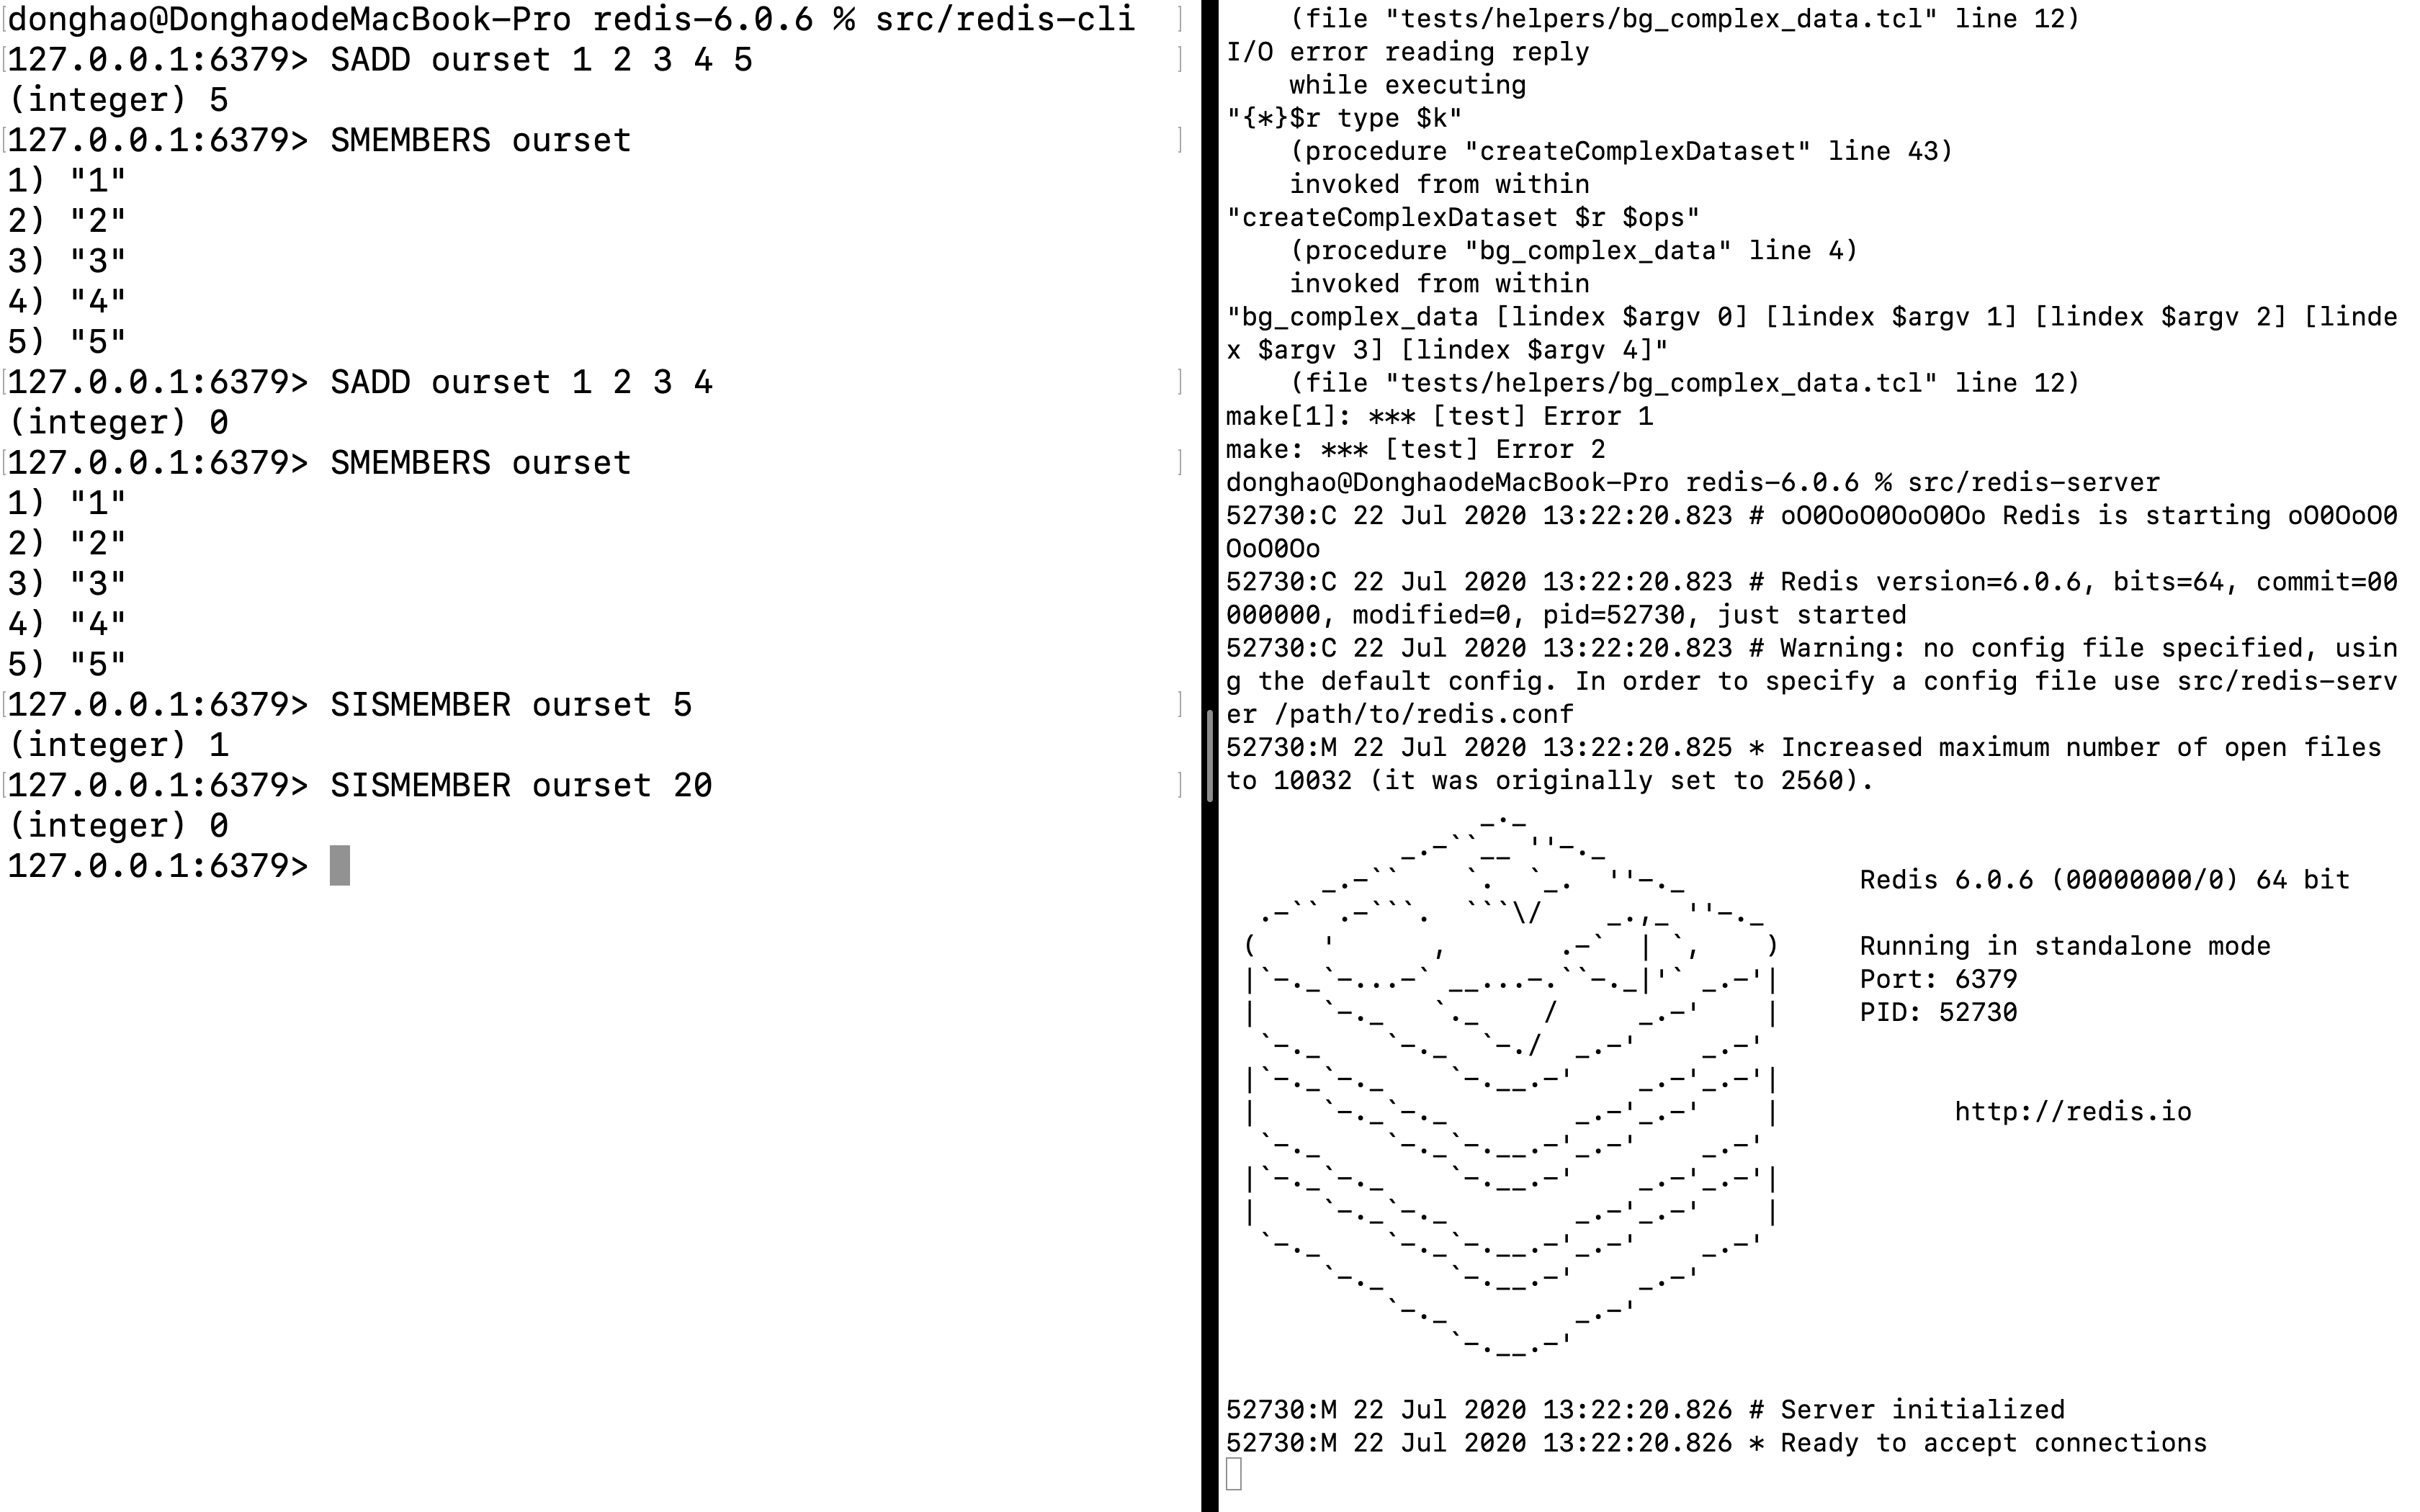 donghao@DonghaodeMacBook-Pro redis-6.0.6 % src/redis-cli
127.0.0.1:6379> SADD ourset 1 2 3 4 5
(integer) 5
127.0.0.1:6379> SMEMBERS ourset
1) "1"
2) "2"
3) "3"
4) "4"
5) "5"
127.0.0.1:6379> SADD ourset 1 2 3 4
(integer) 0
127.0.0.1:6379> SMEMBERS ourset
1) "1"
2) "2"
3) "3"
4) "4"
5) "5"
127.0.0.1:6379> SISMEMBER ourset 5
(integer) 1
127.0.0.1:6379> SISMEMBER ourset 20
(integer) 0
127.0.0.1:6379>
(file "tests/helpers/bg_complex_data.tcl" line 12)
I/O error reading reply
while executing
"{*}$r type $k"
(procedure "createComplexDataset" line 43)
invoked from within
"createComplexDataset $r $ops"
(procedure "bg_complex_data" line 4)
invoked from within
"bg_complex_data [lindex $argv 0] [lindex $argv 1] [lindex $argv 2] [linde
x $argv 3] [lindex $argv 4]"
(file "tests/helpers/bg_complex_data.tcl" line 12)
make[1]: *** [test] Error 1
make: *** [test] Error 2
donghao@DonghaodeMacBook-Pro redis-6.0.6 % src/redis-server
52730:C 22 Jul 2020 13:22:20.823 # oO0OoO0OoO0Oo Redis is starting oO0OoO0
OoO0Oo
52730:C 22 Jul 2020 13:22:20.823 # Redis version=6.0.6, bits=64, commit=00
000000, modified=0, pid=52730, just started
52730:C 22 Jul 2020 13:22:20.823 # Warning: no config file specified, usin
g the default config. In order to specify a config file use src/redis-serv
er /path/to/redis.conf
52730:M 22 Jul 2020 13:22:20.825 * Increased maximum number of open files
to 10032 (it was originally set to 2560).
Redis 6.0.6 (00000000/0) 64 bit
Running in standalone mode
Port: 6379
PID: 52730
http://redis.io
52730:M 22 Jul 2020 13:22:20.826 # Server initialized
52730:M 22 Jul 2020 13:22:20.826 * Ready to accept connections